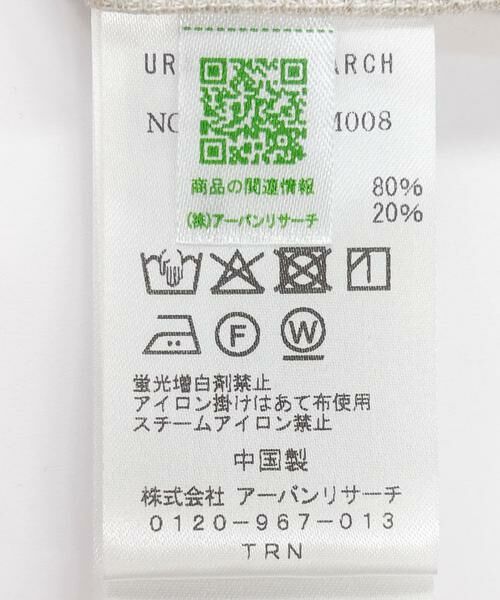 UR ARCH
NO M008
商品の関連情報
(株)アーバンリサーチ
80%
20%
F W
蛍光増白剤禁止
アイロン掛けはあて布使用
スチームアイロン禁止
中国製
株式会社 アーバンリサーチ
0120-967-013
TRN